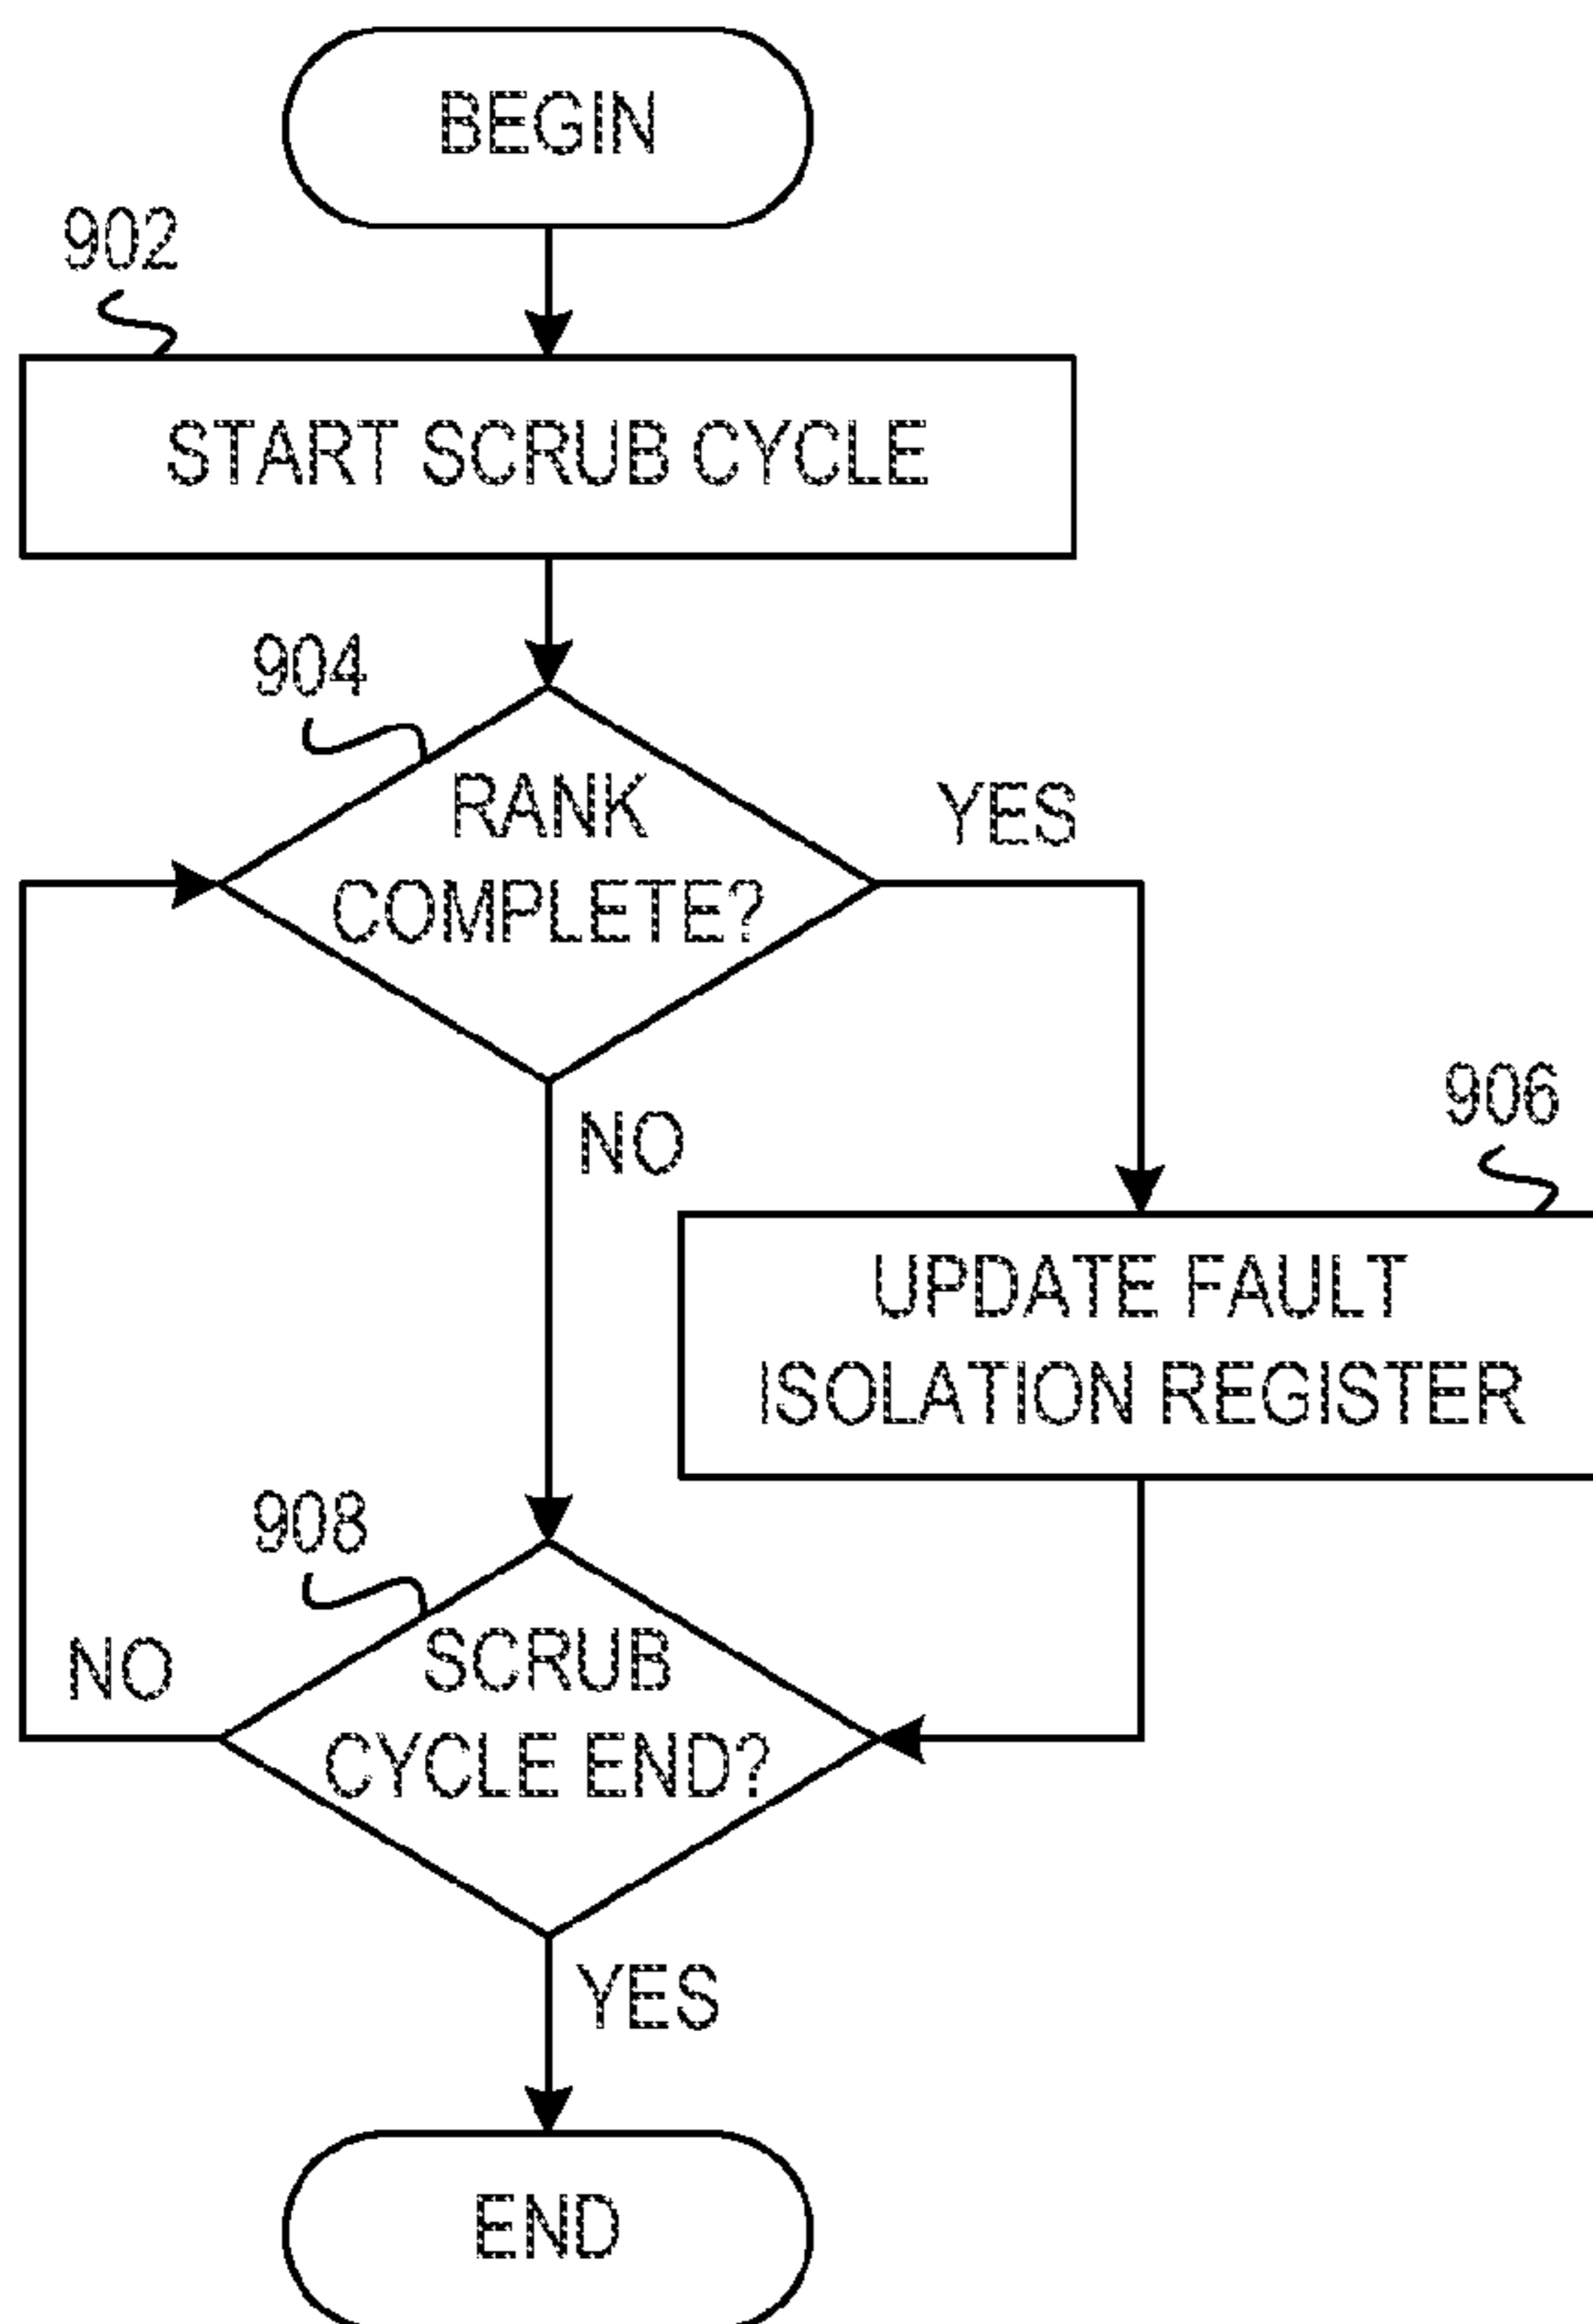 BEGIN
902
START SCRUB CYCLE
904
RANK
COMPLETE?
YES
NO
906
UPDATE FAULT
ISOLATION REGISTER
908
SCRUB
CYCLE END?
NO
YES
END